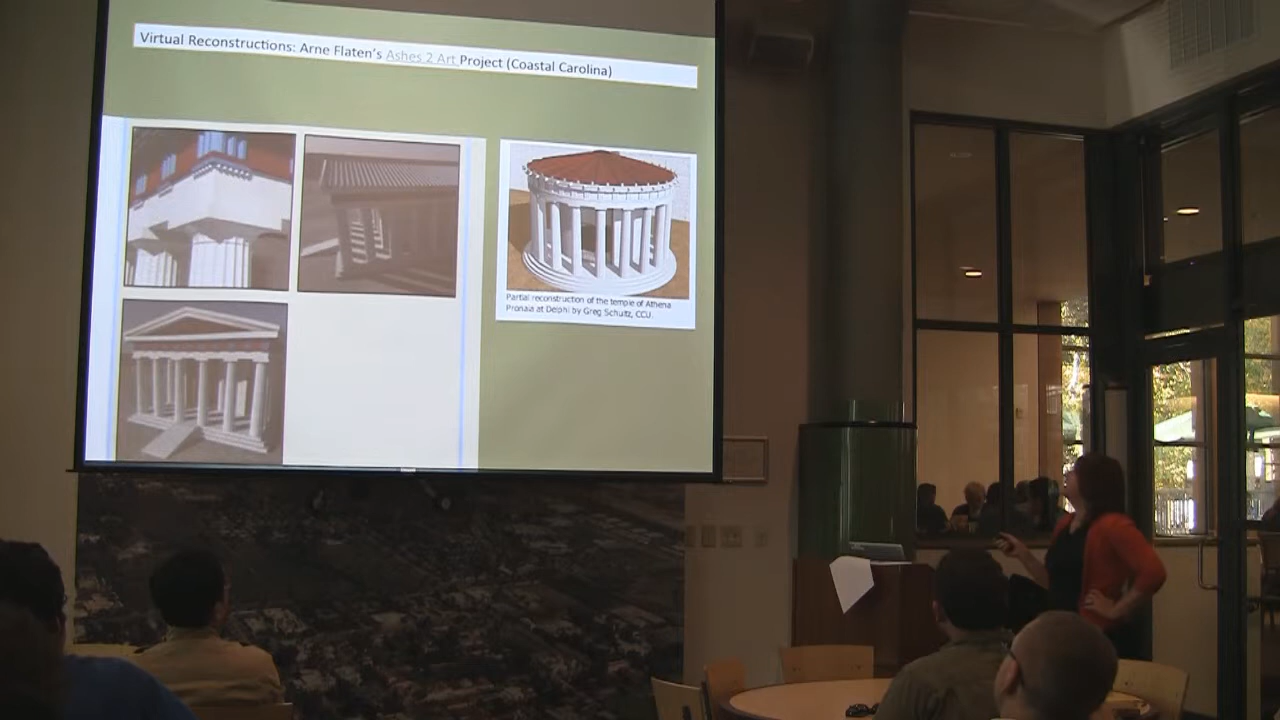 Virtual Reconstructions: Arne Flaten's Ashes 2 Art Project (Coastal Carolina)
Partial reconstruction of the temple of Athena
Pronaia at Delphi by Greg Schultz, CCU.